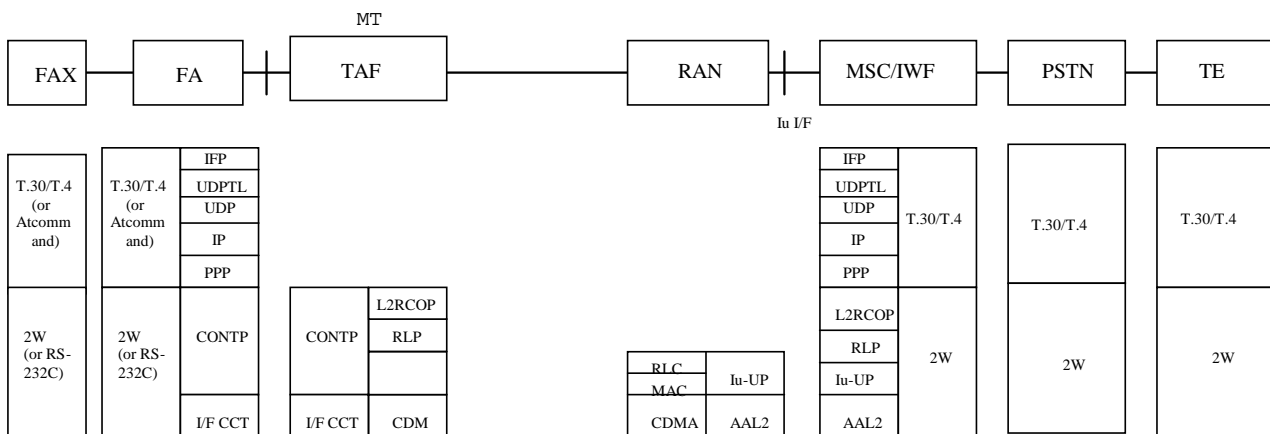 MT
FAX
FA
TAF
RAN
MSC/IWF
PSTN
TE
Iu I/F
T.30/T.4
(or
Atcomm
and)
2W
(or RS-
232C)
T.30/T.4
(or
Atcomm
and)
2W
(or RS-
232C)
IFP
UDPTL
UDP
IP
PPP
CONTP
I/F CCT
CONTP
I/F CCT
L2RCOP
RLP
CDM
RLC
MAC
CDMA
Iu-UP
AAL2
IFP
UDPTL
UDP
IP
PPP
L2RCOP
RLP
Iu-UP
AAL2
T.30/T.4
2W
T.30/T.4
2W
T.30/T.4
2W